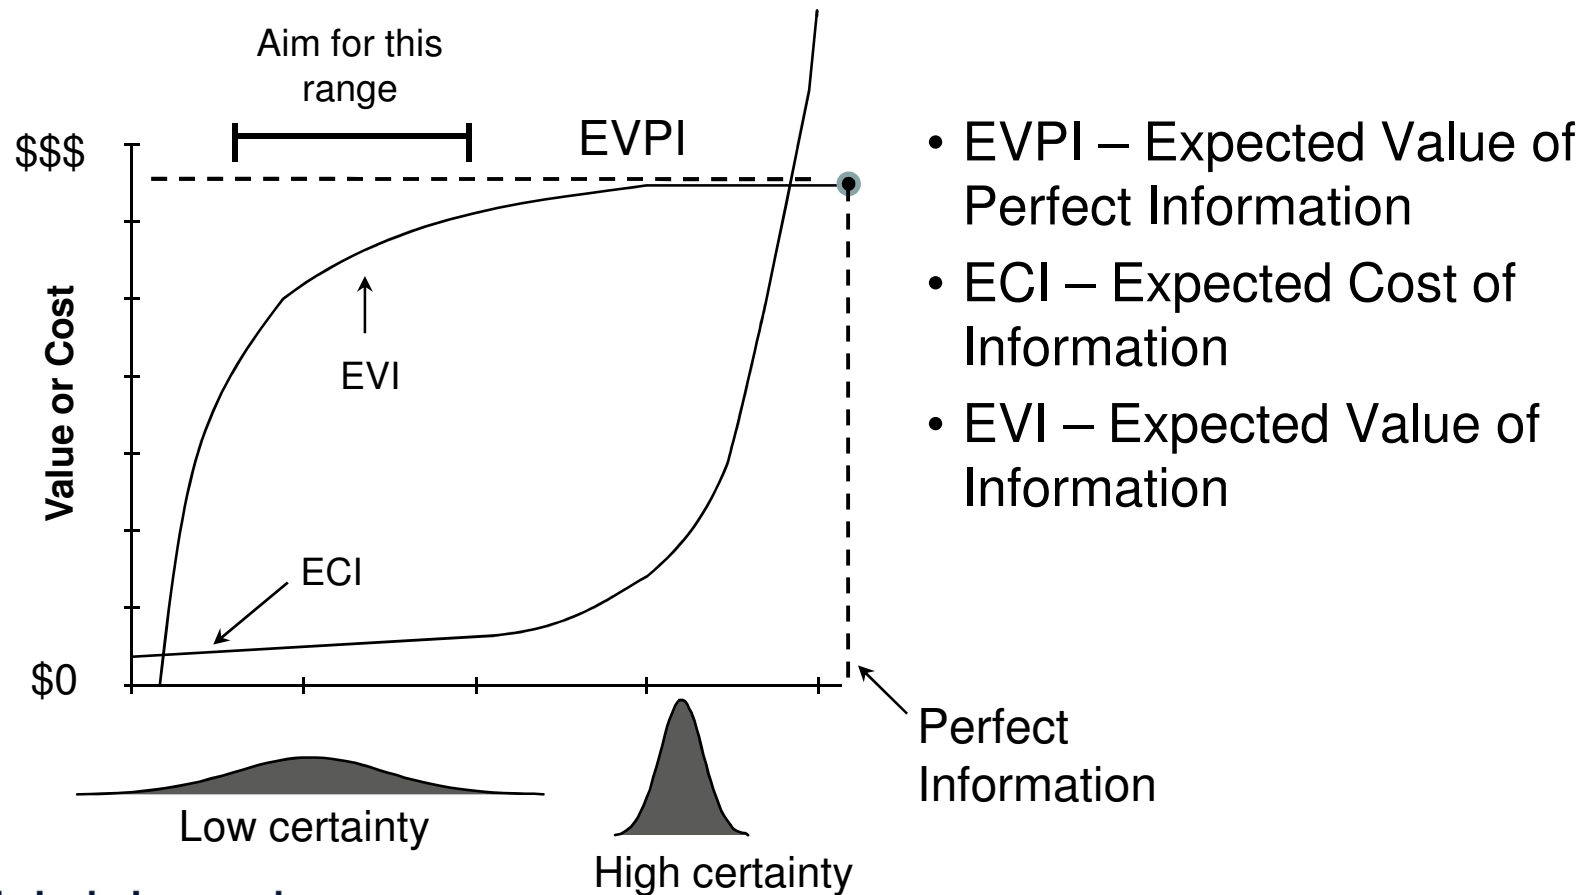 Aim for this
range
$$$
EVPI
Value or Cost
EVI
ECI
$0
Low certainty
High certainty
Perfect
Information
• EVPI – Expected Value of
Perfect Information
• ECI – Expected Cost of
Information
• EVI – Expected Value of
Information